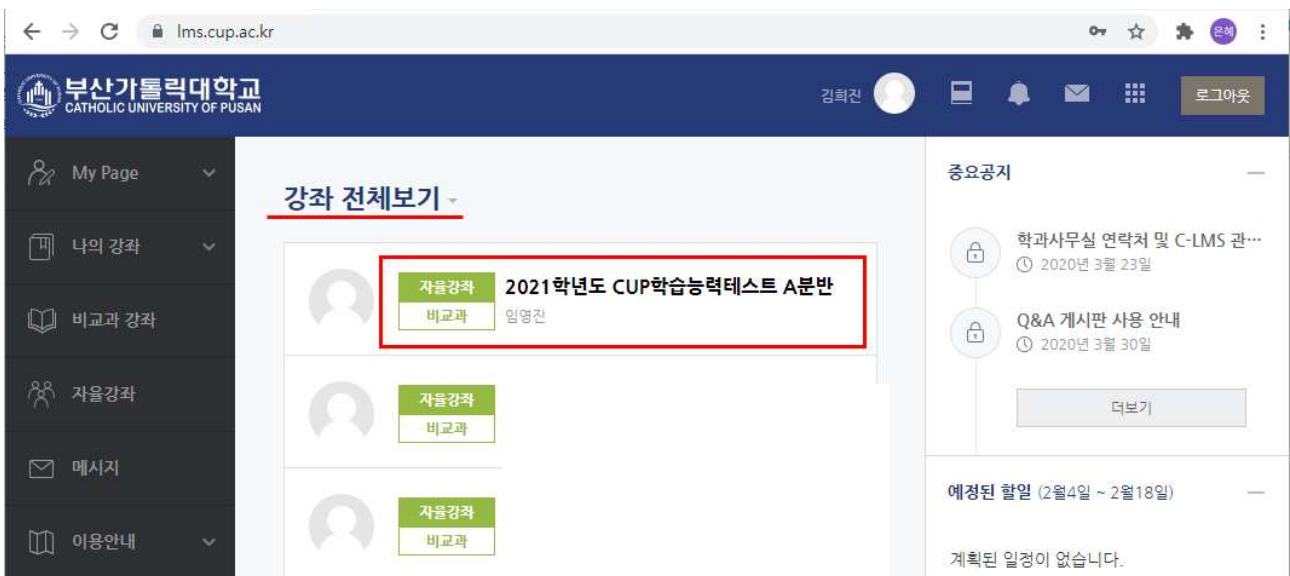 lms.cup.ac.kr
은혜
부산가톨릭대학교
CATHOLIC UNIVERSITY OF PUSAN
김희진
로그아웃
My Page
나의 강좌
비교과 강좌
자율강좌
메시지
이용안내
강좌 전체보기
자율강좌
비교과
2021학년도 CUP학습능력테스트 A분반
임영진
자율강좌
비교과
자율강좌
비교과
중요공지
학과사무실 연락처 및 C-LMS 관…
2020년 3월 23일
Q&A 게시판 사용 안내
2020년 3월 30일
더보기
예정된 할일 (2월4일 ~ 2월18일)
계획된 일정이 없습니다.